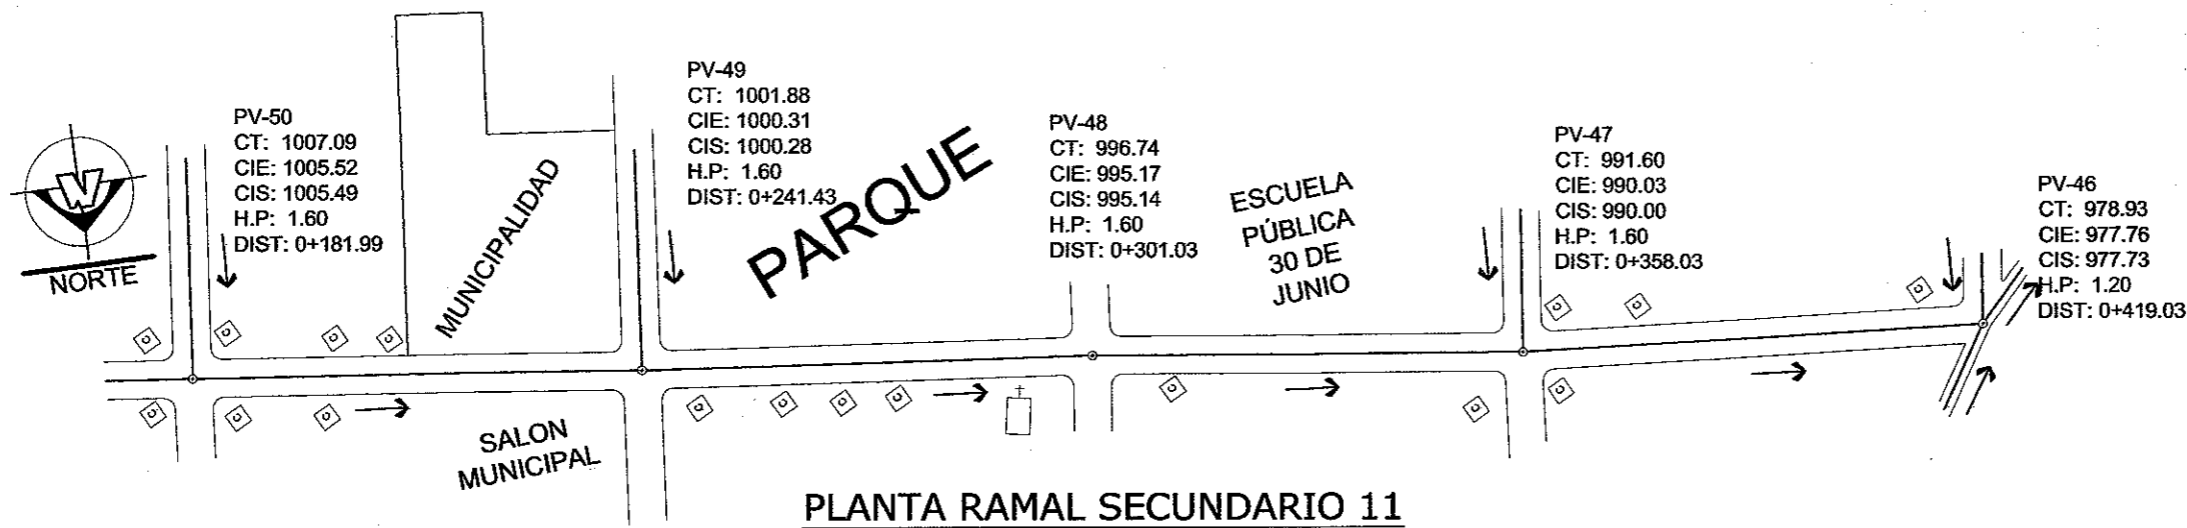 NORTE
PV-50
CT: 1007.09
CIE: 1005.52
CIS: 1005.49
H.P: 1.60
DIST: 0+181.99
MUNICIPALIDAD
SALON
MUNICIPAL
PV-49
CT: 1001.88
CIE: 1000.31
CIS: 1000.28
H.P: 1.60
DIST: 0+241.43
PARQUE
PV-48
CT: 996.74
CIE: 995.17
CIS: 995.14
H.P: 1.60
DIST: 0+301.03
ESCUELA
PÚBLICA
30 DE
JUNIO
PV-47
CT: 991.60
CIE: 990.03
CIS: 990.00
H.P: 1.60
DIST: 0+358.03
PV-46
CT: 978.93
CIE: 977.76
CIS: 977.73
H.P: 1.20
DIST: 0+419.03
PLANTA RAMAL SECUNDARIO 11